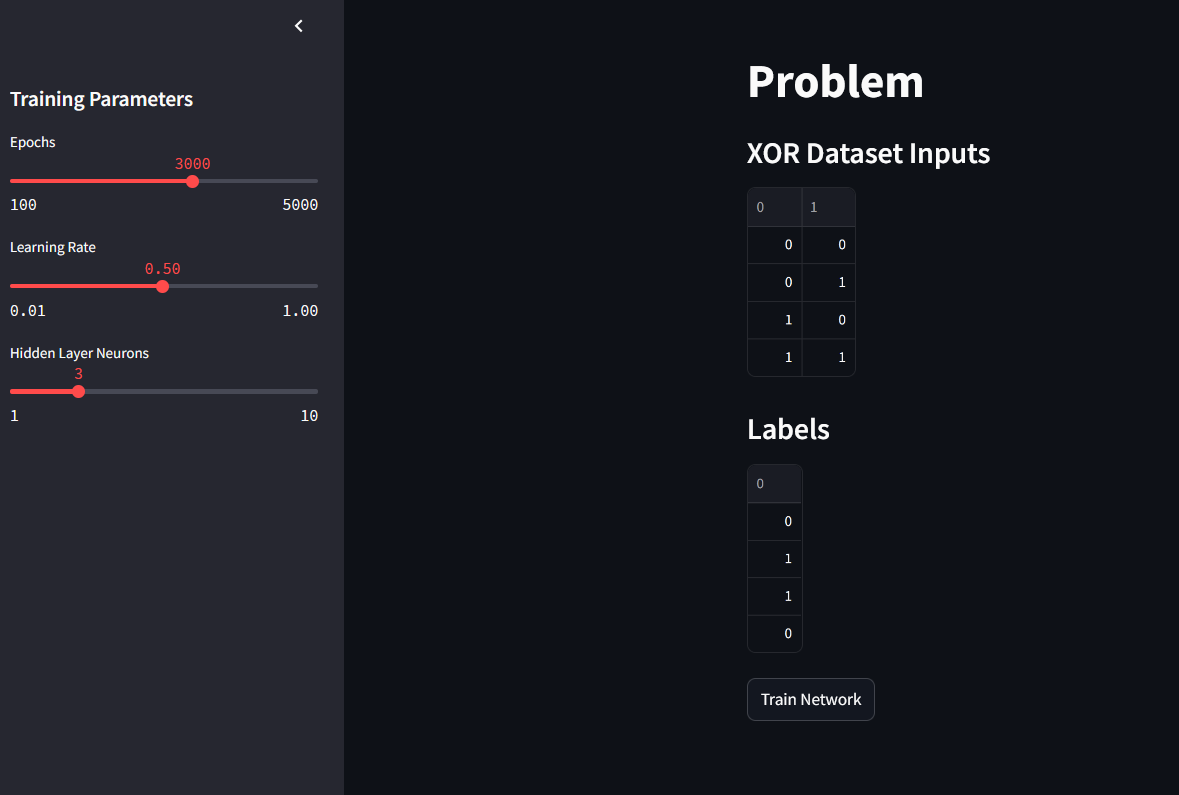 Training Parameters
Epochs
3000
100 5000
Learning Rate
0.50
0.01 1.00
Hidden Layer Neurons
3
1 10
Problem
XOR Dataset Inputs
0 1
0 0
0 1
1 0
1 1
Labels
0
0
1
1
0
Train Network